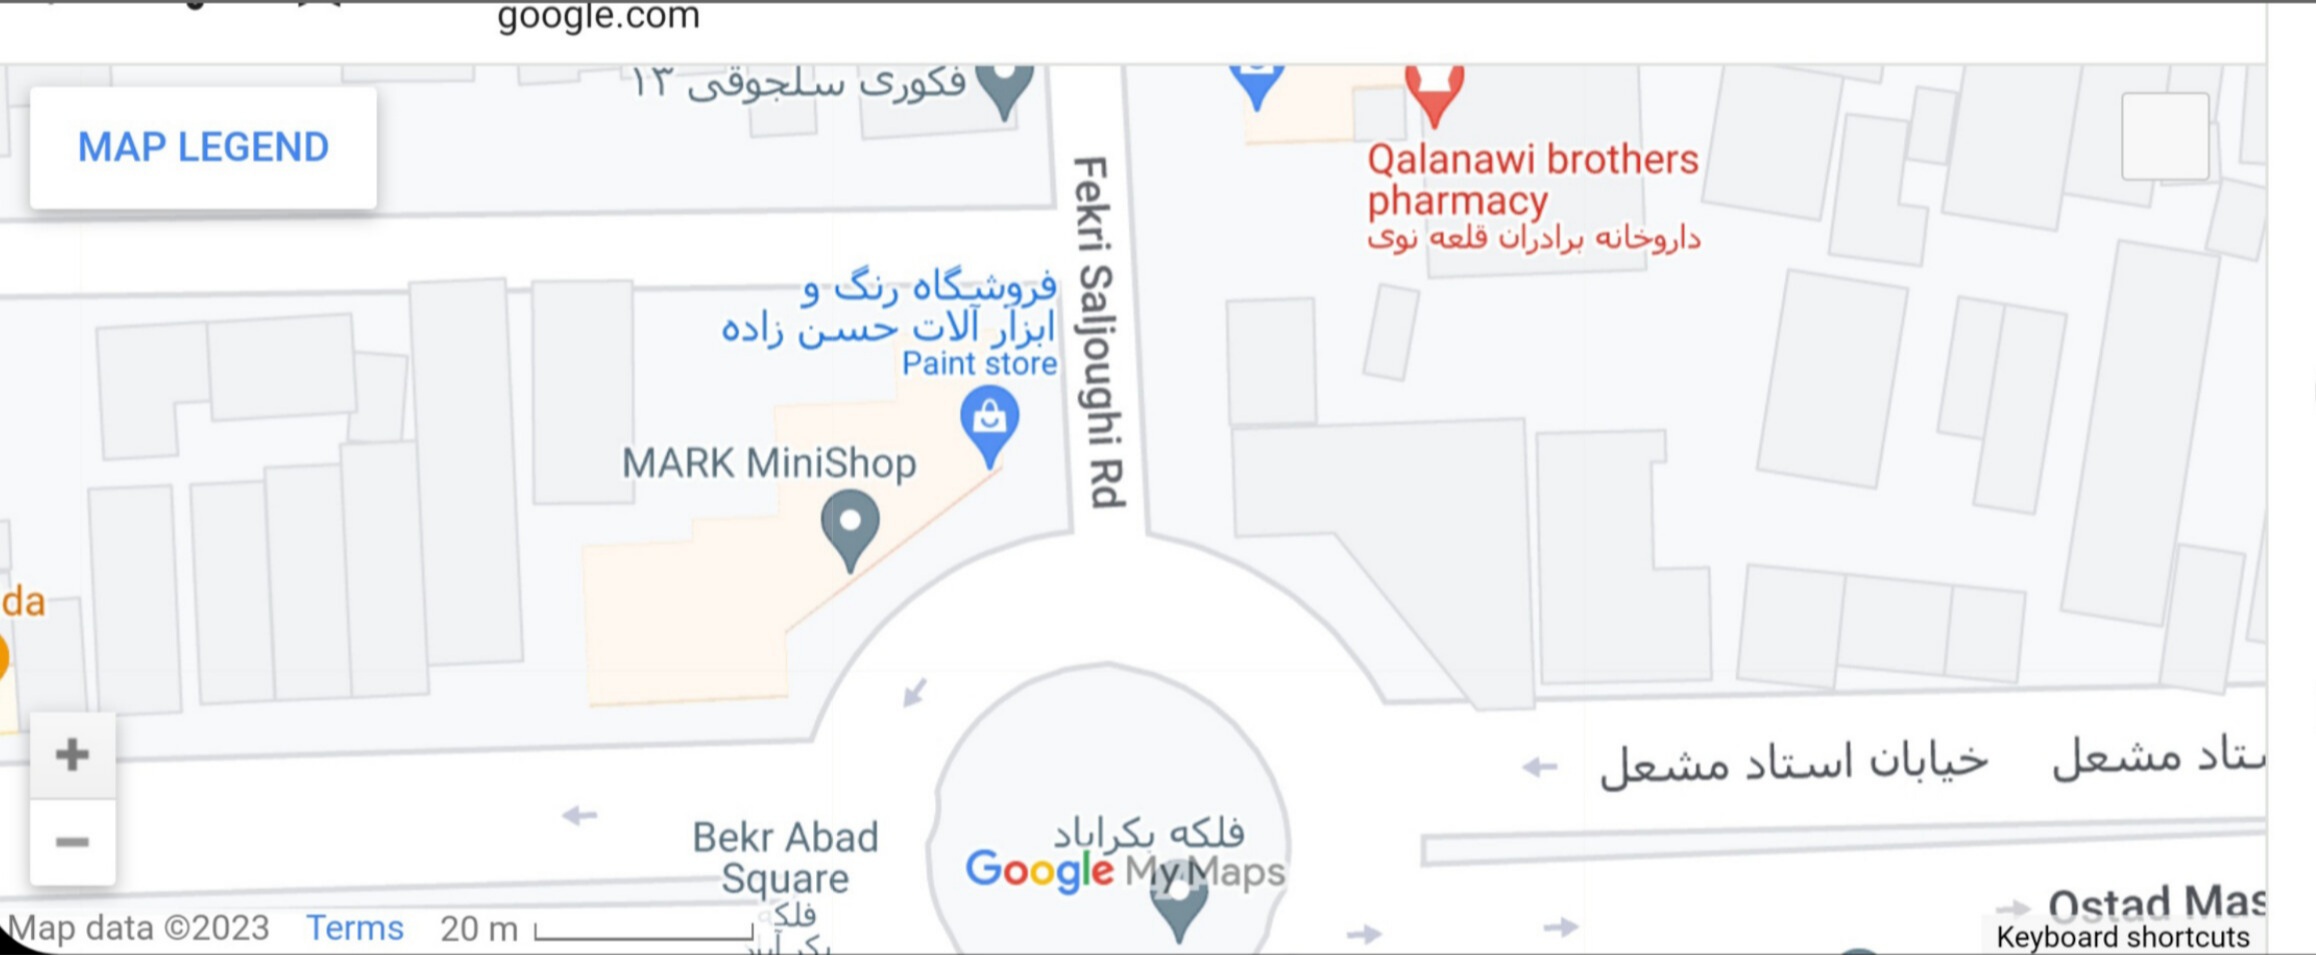 google.com
فکوری سلجوقی ۱۳
MAP LEGEND
Fekri Saljoughi Rd
Qalanawi brothers
pharmacy
داروخانه برادران قلعه نوی
فروشگاه رنگ و
ابزار آلات حسن زاده
Paint store
MARK MiniShop
da
خیابان استاد مشعل
ستاد مشعل
Bekr Abad
Square
فلکه
فلکه بکراباد
Google My Maps
Ostad Mas
Map data ©2023
Terms
20 m
Keyboard shortcuts